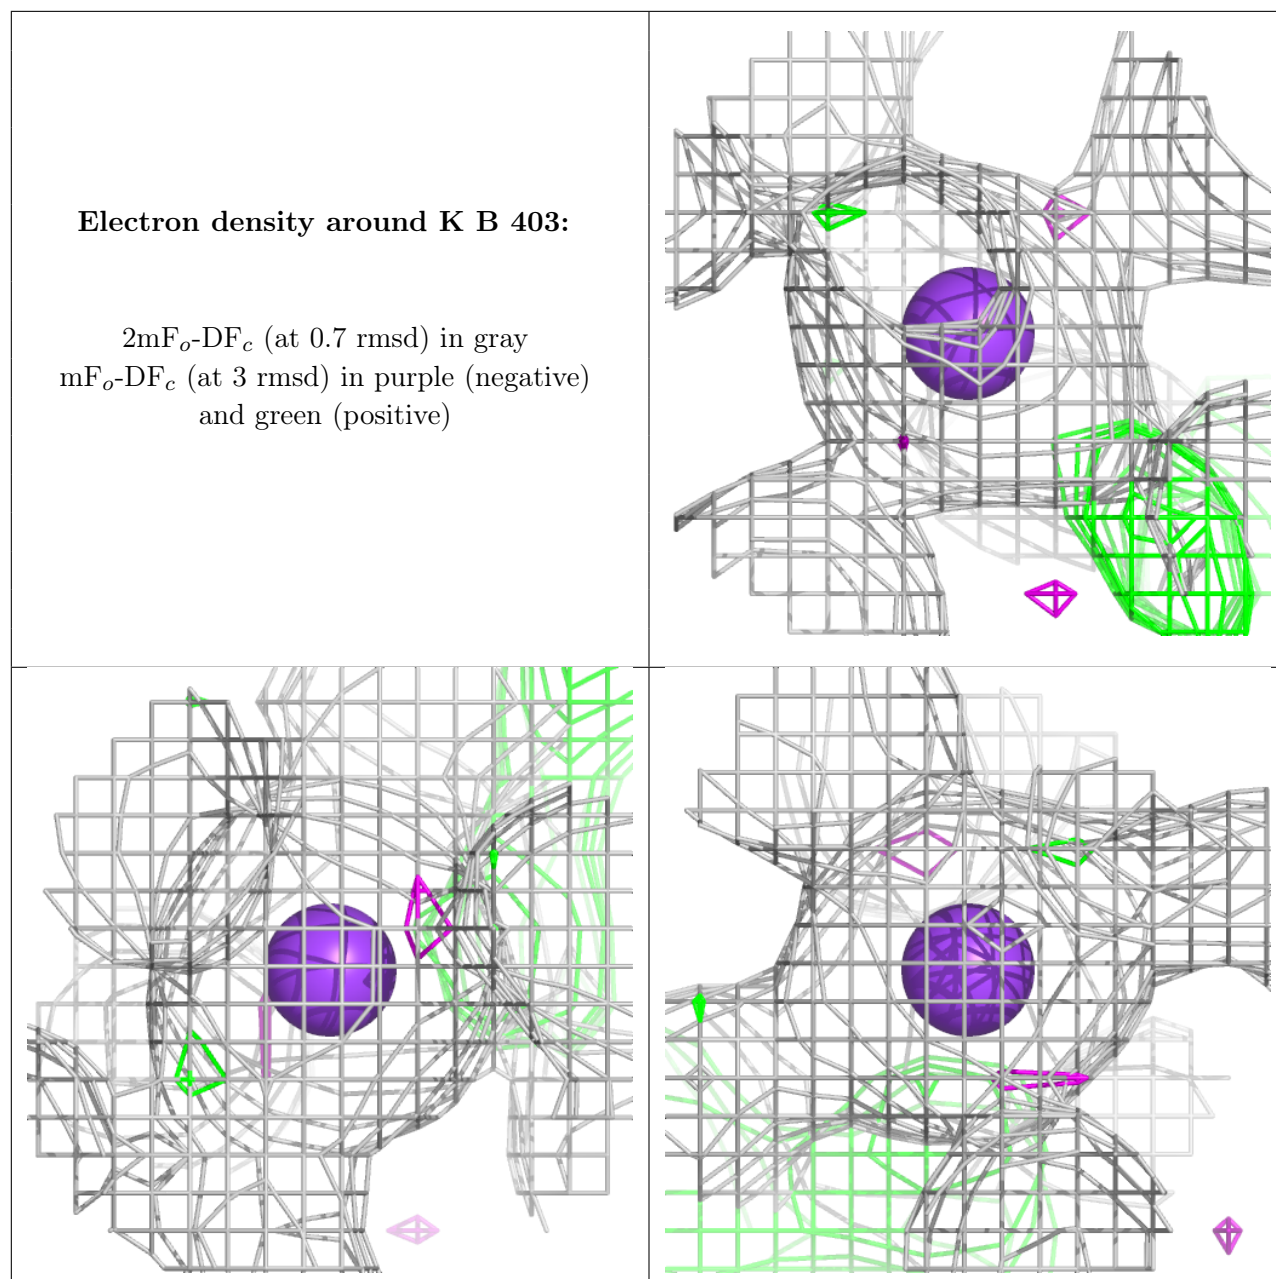 Electron density around K B 403:
2mFo-DFc (at 0.7 rmsd) in gray
mFo-DFc (at 3 rmsd) in purple (negative)
and green (positive)